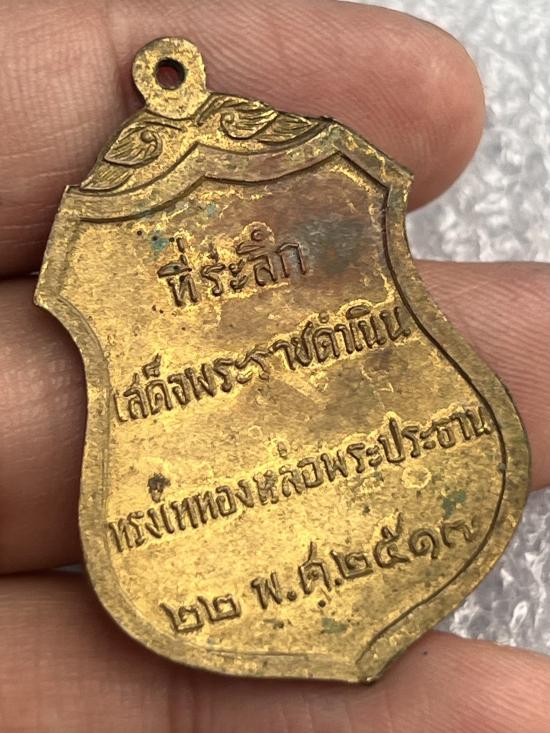 ที่ระลึก
เสด็จพระราชดำเนิน
ทรงเททองหล่อพระประธาน
๒๒ พ.ศ.๒๕๑๗